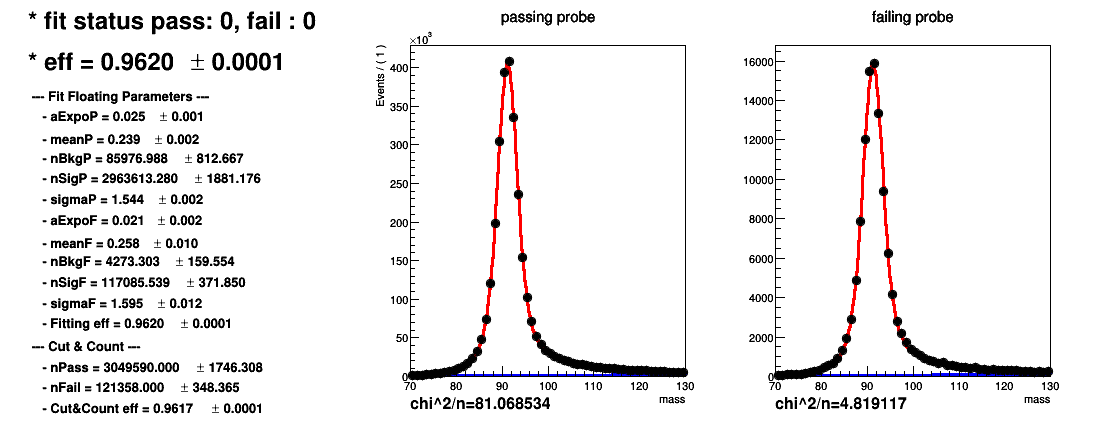 * fit status pass: 0, fail : 0
* eff = 0.9620 ± 0.0001
--- Fit Floating Parameters ---
- aExpoP = 0.025 ± 0.001
- meanP = 0.239 ± 0.002
- nBkgP = 85976.988 ± 812.667
- nSigP = 2963613.280 ± 1881.176
- sigmaP = 1.544 ± 0.002
- aExpoF = 0.021 ± 0.002
- meanF = 0.258 ± 0.010
- nBkgF = 4273.303 ± 159.554
- nSigF = 117085.539 ± 371.850
- sigmaF = 1.595 ± 0.012
- Fitting eff = 0.9620 ± 0.0001
--- Cut & Count ---
- nPass = 3049590.000 ± 1746.308
- nFail = 121358.000 ± 348.365
- Cut&Count eff = 0.9617 ± 0.0001
passing probe
×10³
Events / ( 1 )
400
350
300
250
200
150
100
50
0
70 80 90 100 110 120 130
mass
chi^2/n=81.068534
failing probe
16000
14000
12000
10000
8000
6000
4000
2000
0
70 80 90 100 110 120 130
mass
chi^2/n=4.819117